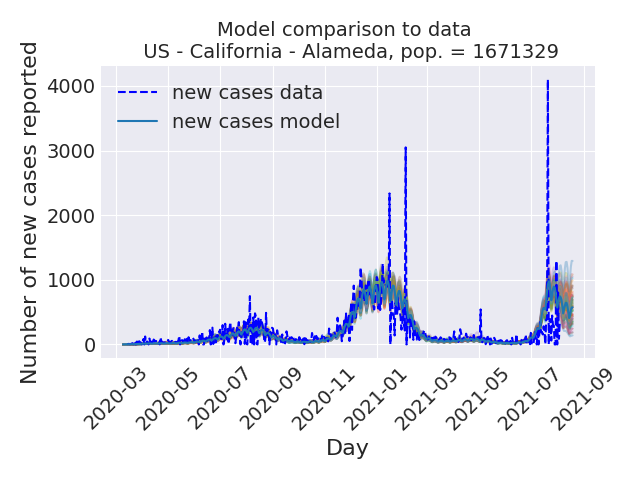 Model comparison to data
US - California - Alameda, pop. = 1671329
Number of new cases reported
4000
3000
2000
1000
0
new cases data
new cases model
2020-03
2020-05
2020-07
2020-09
2020-11
2021-01
2021-03
2021-05
2021-07
2021-09
Day